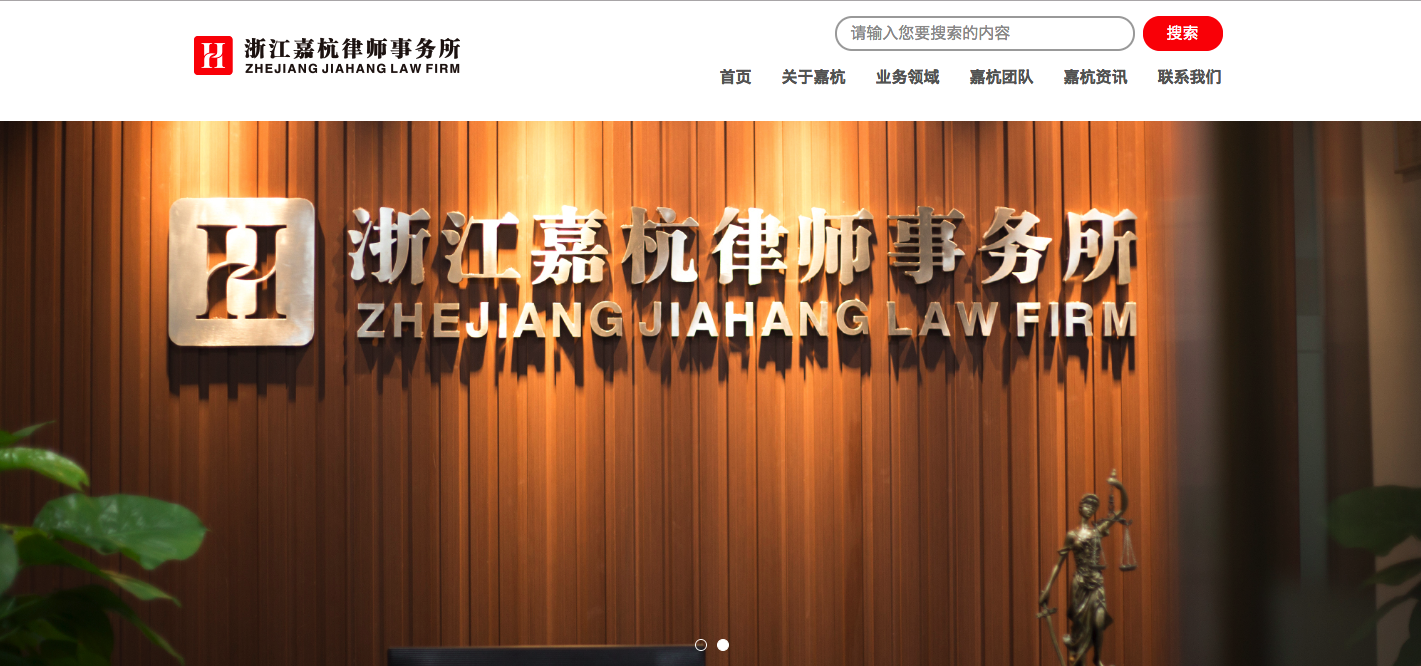 浙江嘉杭律师事务所
ZHEJIANG JIAHANG LAW FIRM
请输入您要搜索的内容
搜索
首页 关于嘉杭 业务领域 嘉杭团队 嘉杭资讯 联系我们
浙江嘉杭律师事务所
ZHEJIANG JIAHANG LAW FIRM